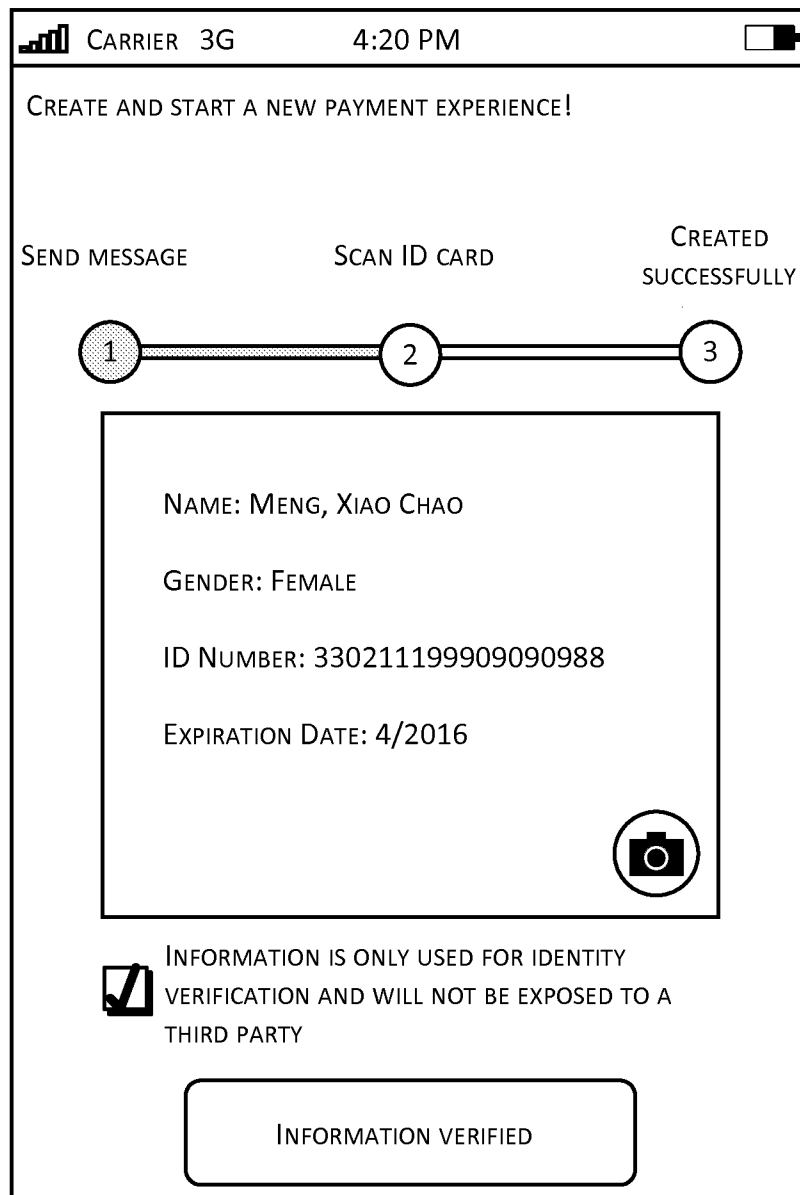 CARRIER 3G 4:20 PM
CREATE AND START A NEW PAYMENT EXPERIENCE!
SEND MESSAGE
SCAN ID CARD
CREATED
SUCCESSFULLY
1
2
3
NAME: MENG, XIAO CHAO
GENDER: FEMALE
ID NUMBER: 330211199909090988
EXPIRATION DATE: 4/2016
INFORMATION IS ONLY USED FOR IDENTITY
VERIFICATION AND WILL NOT BE EXPOSED TO A
THIRD PARTY
INFORMATION VERIFIED